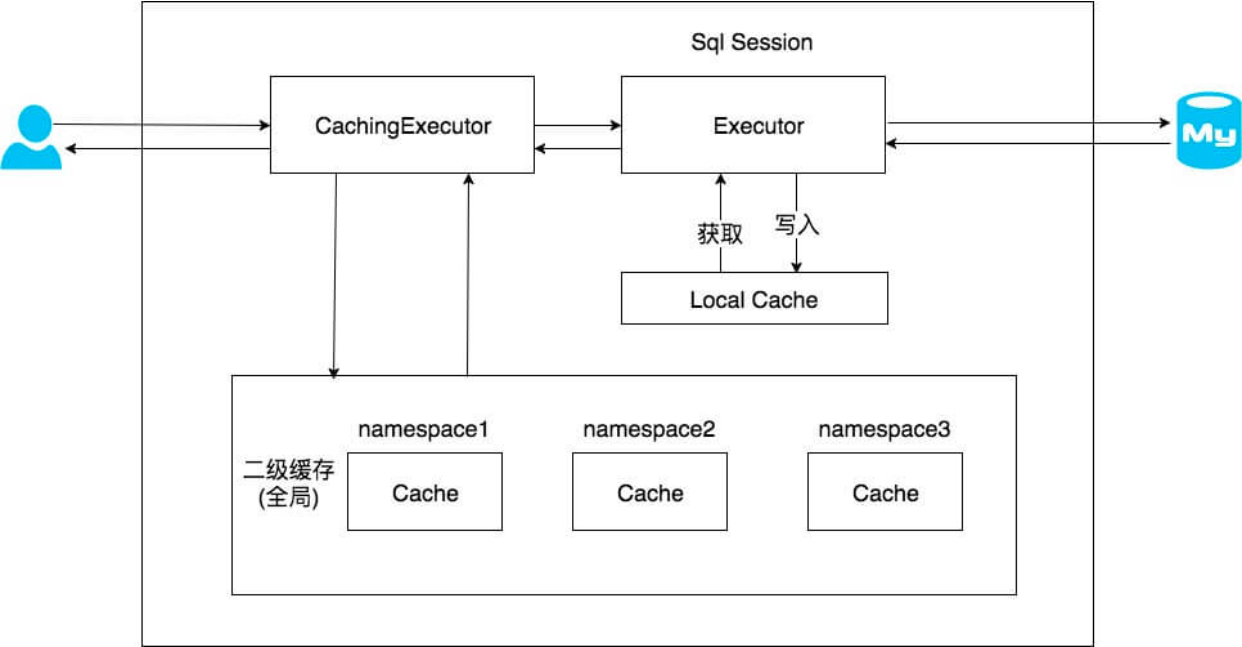 Sql Session
CachingExecutor
Executor
My
获取
写入
Local Cache
namespace1
namespace2
namespace3
二级缓存
(全局)
Cache
Cache
Cache